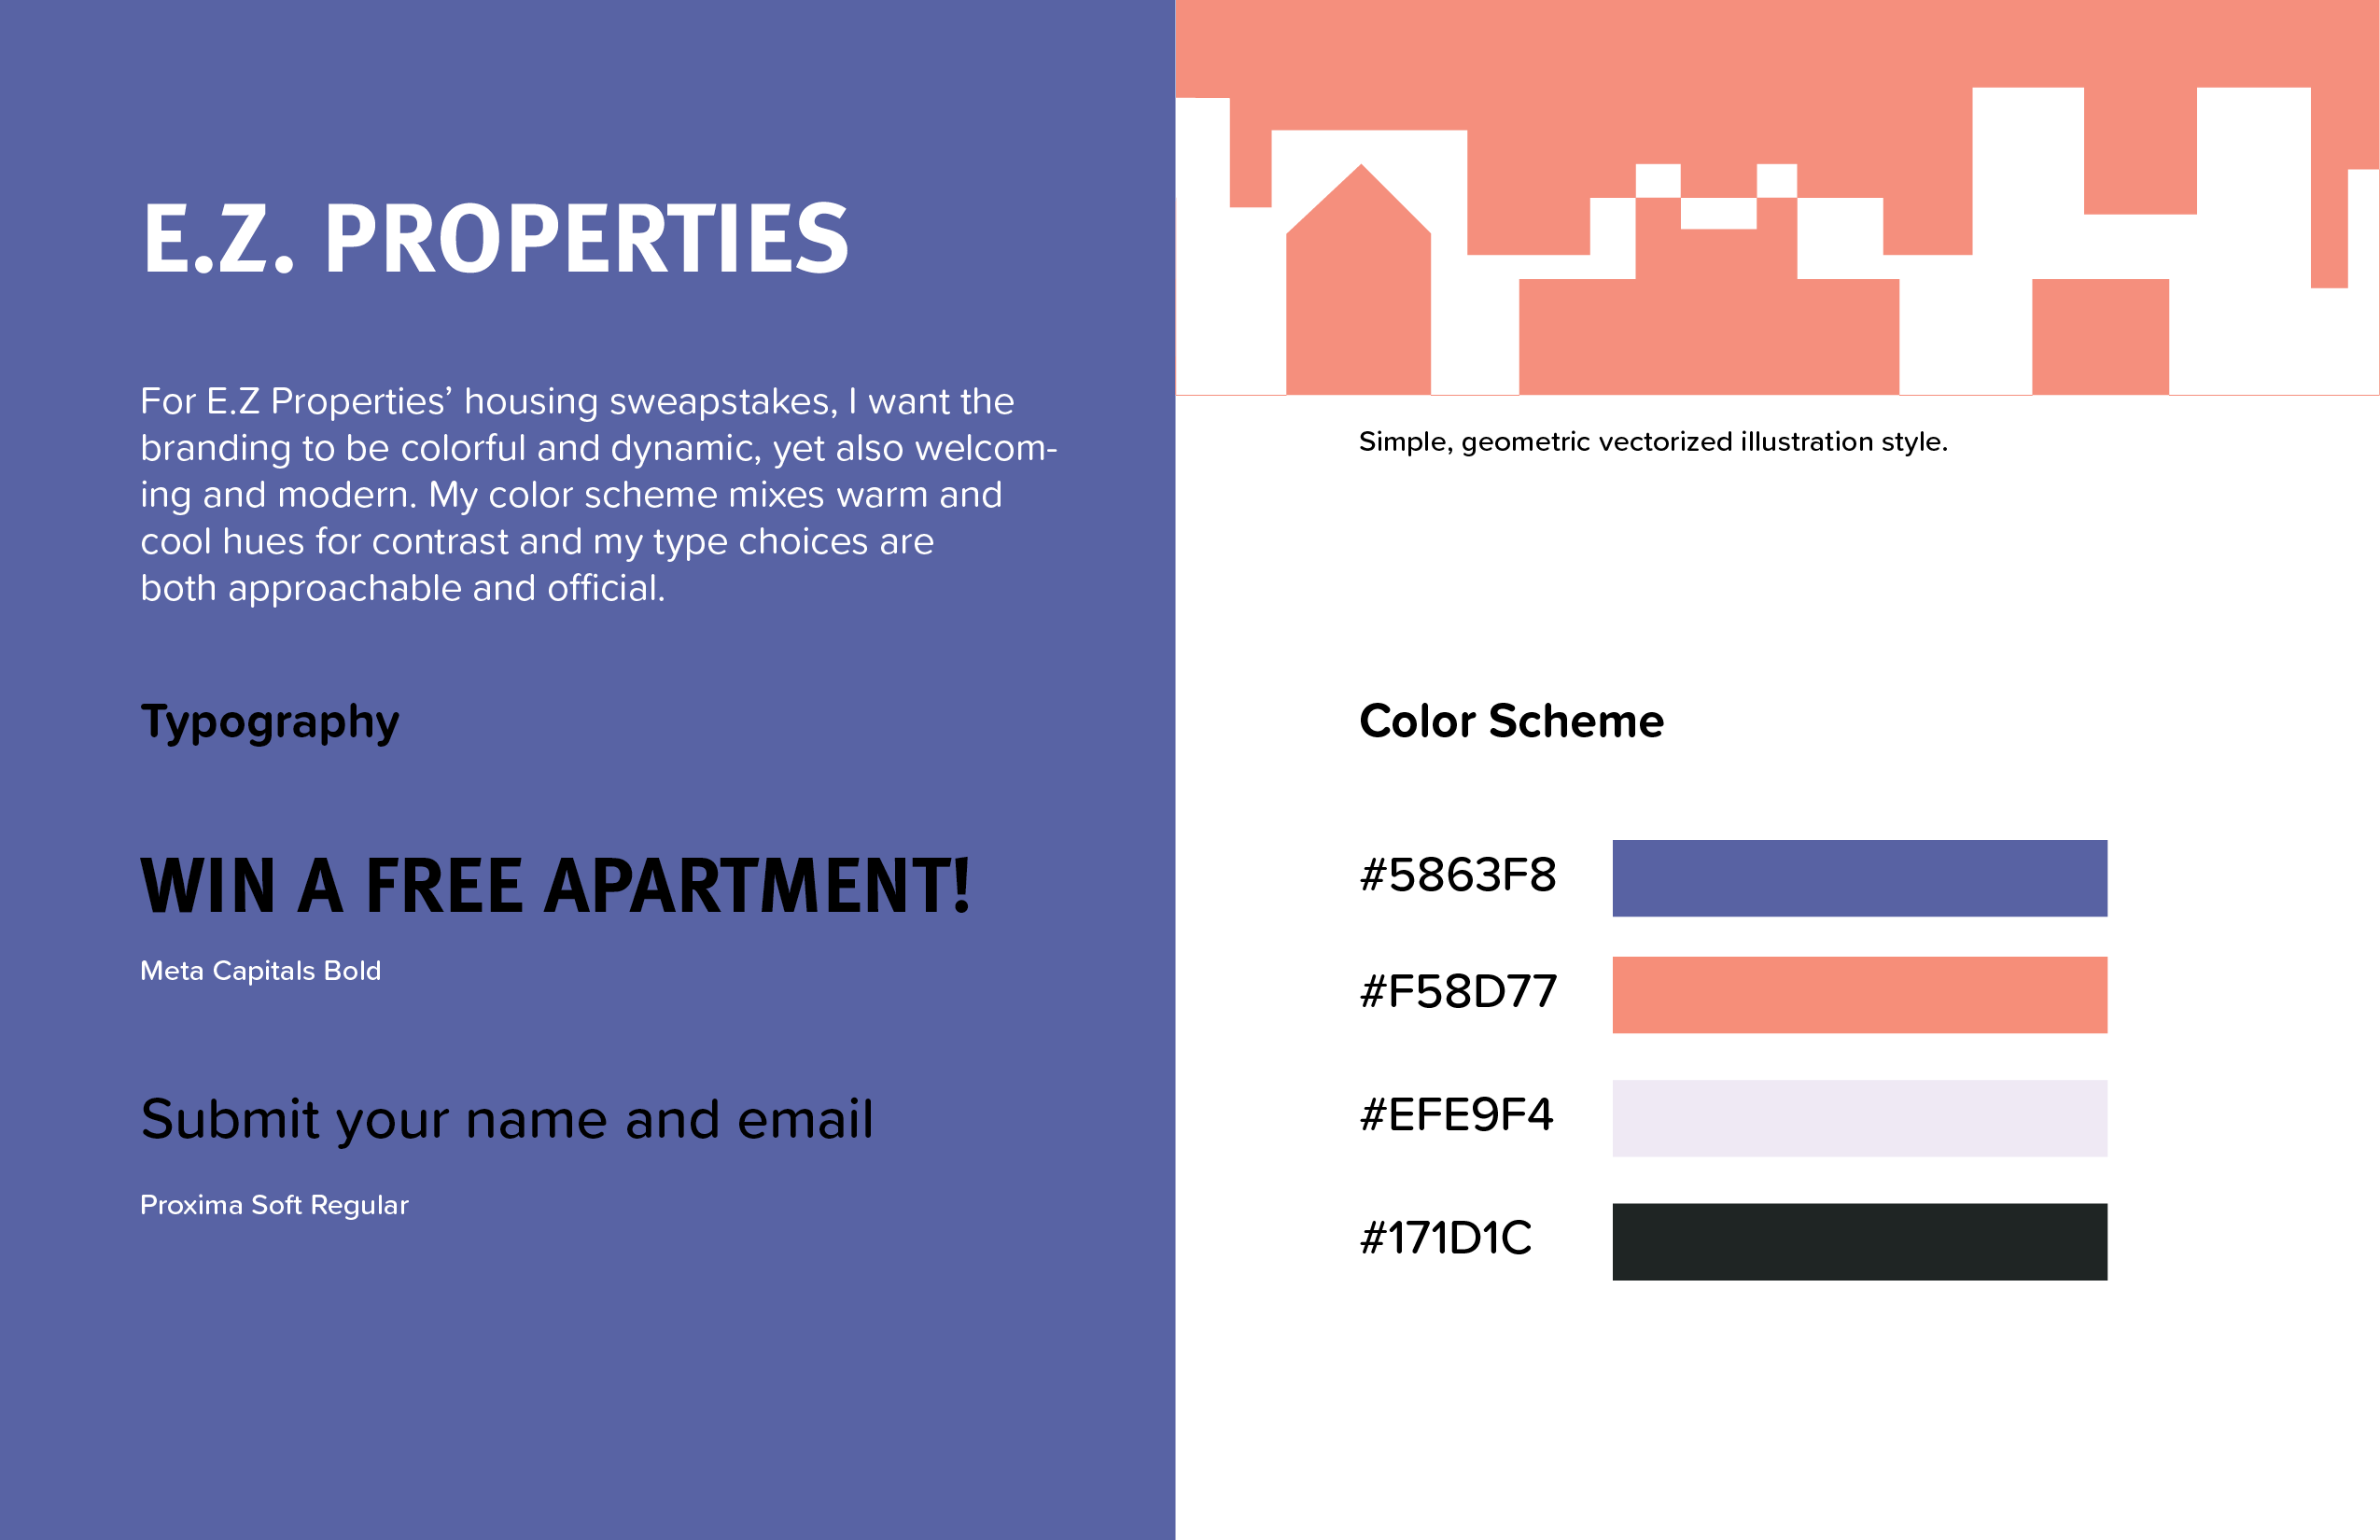 E.Z. PROPERTIES
For E.Z Properties’ housing sweapstakes, I want the
branding to be colorful and dynamic, yet also welcom-
ing and modern. My color scheme mixes warm and
cool hues for contrast and my type choices are
both approachable and official.
Typography
WIN A FREE APARTMENT!
Meta Capitals Bold
Submit your name and email
Proxima Soft Regular
Simple, geometric vectorized illustration style.
Color Scheme
#5863F8
#F58D77
#EFE9F4
#171D1C